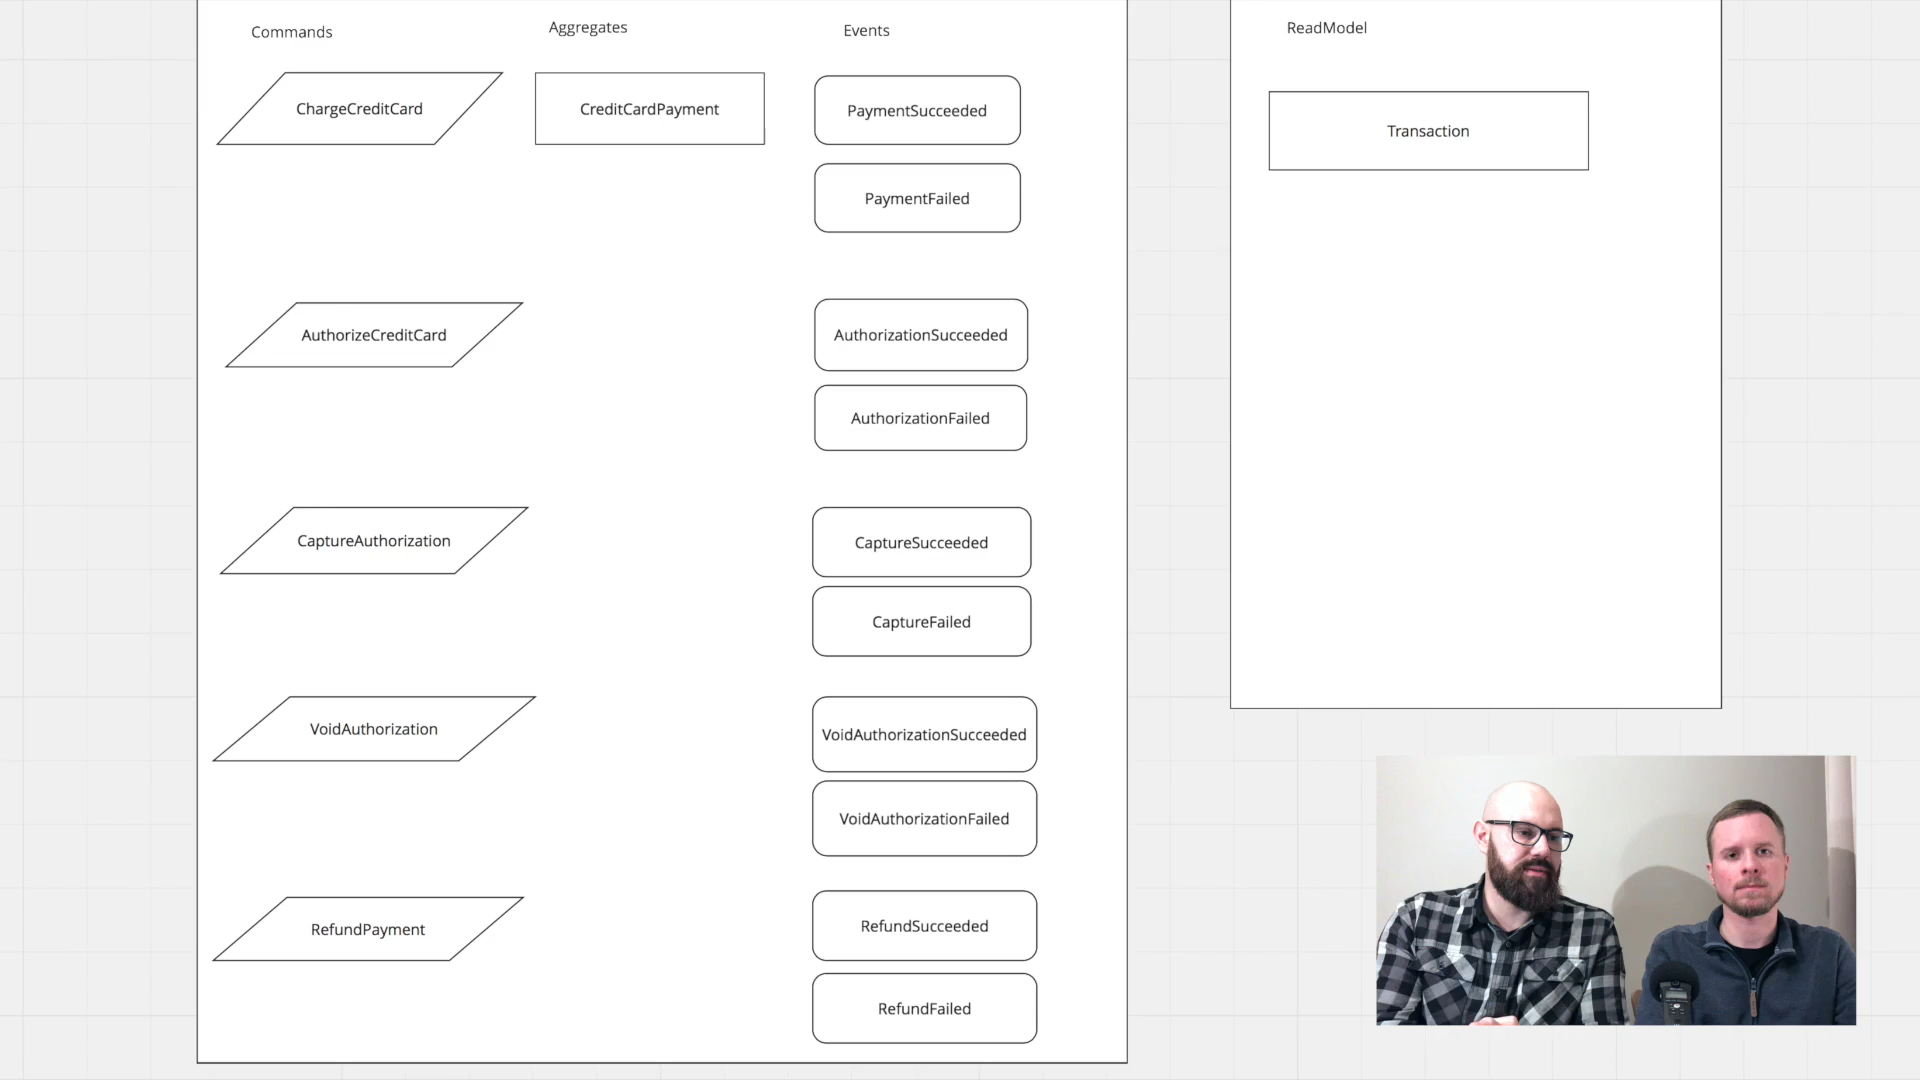 Commands
Aggregates
Events
ReadModel
ChargeCreditCard
CreditCardPayment
PaymentSucceeded
Transaction
PaymentFailed
AuthorizeCreditCard
AuthorizationSucceeded
AuthorizationFailed
CaptureAuthorization
CaptureSucceeded
CaptureFailed
VoidAuthorization
VoidAuthorizationSucceeded
VoidAuthorizationFailed
RefundPayment
RefundSucceeded
RefundFailed